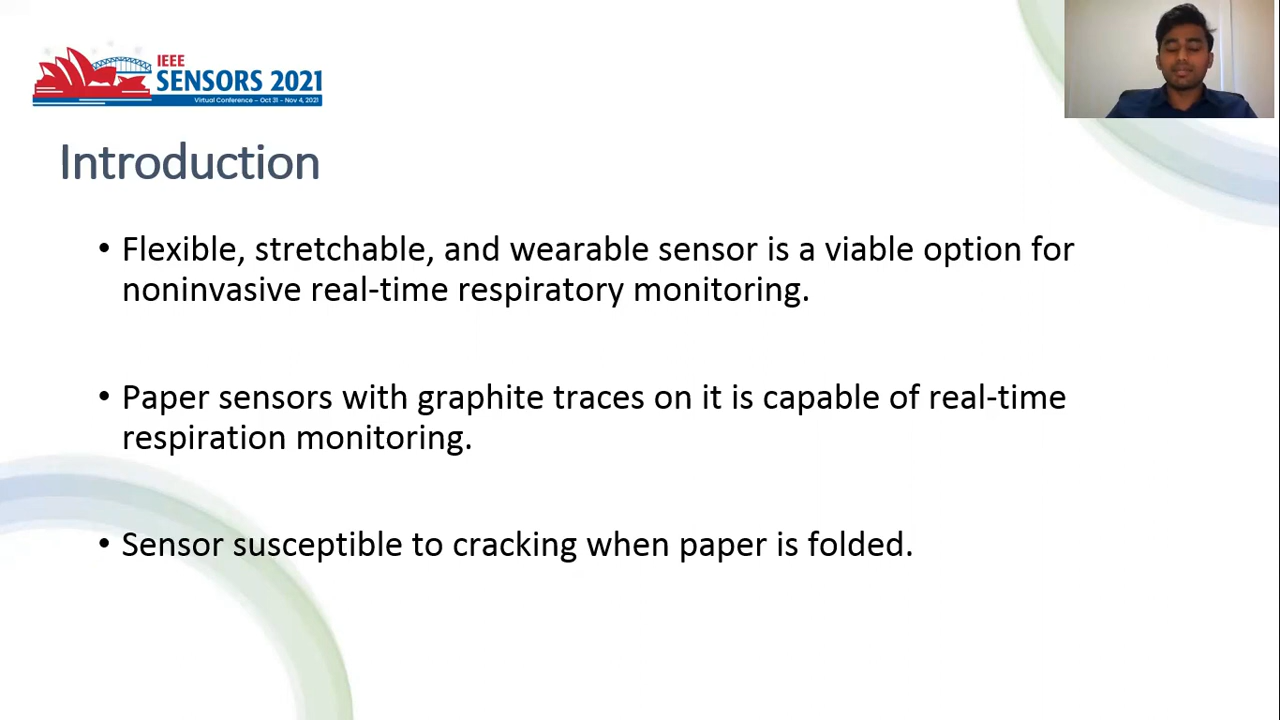 IEEE
SENSORS 2021
Virtual Conference – Oct 31 - Nov 4, 2021
Introduction
• Flexible, stretchable, and wearable sensor is a viable option for
noninvasive real-time respiratory monitoring.
• Paper sensors with graphite traces on it is capable of real-time
respiration monitoring.
• Sensor susceptible to cracking when paper is folded.